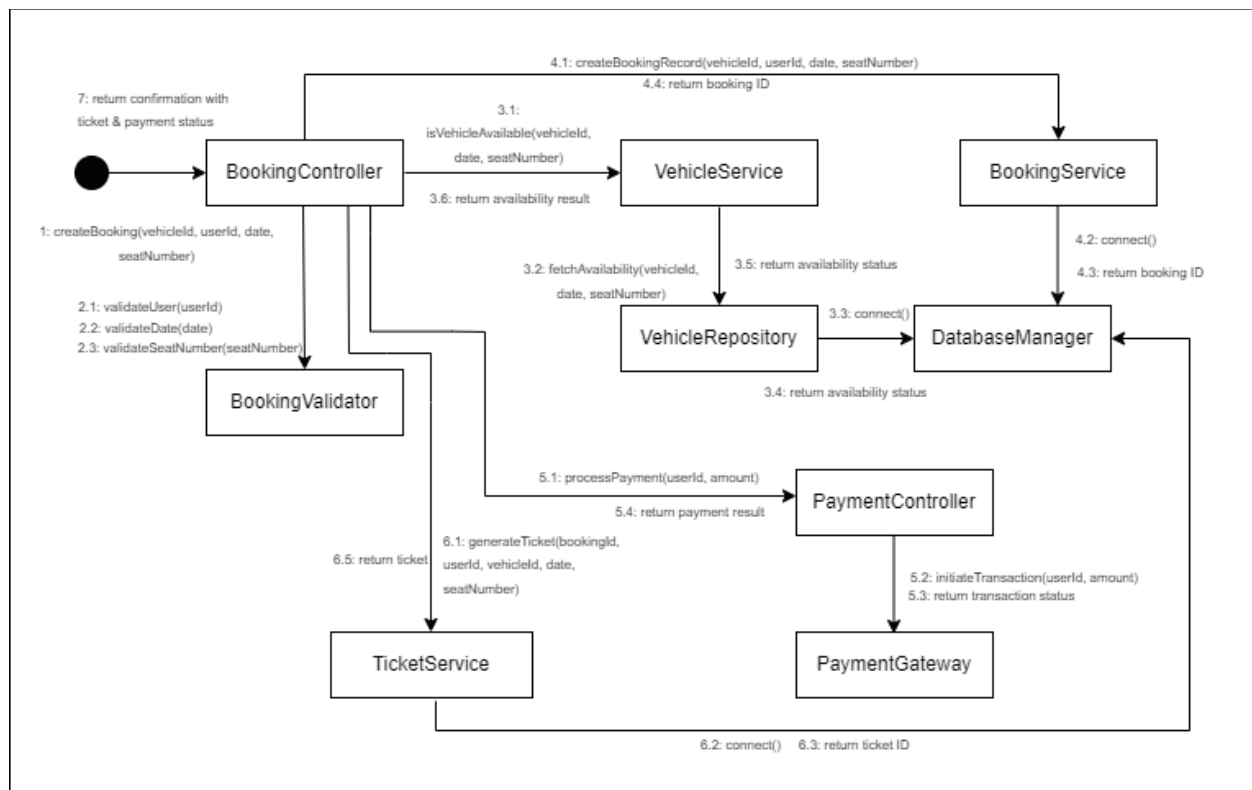 4.1: createBookingRecord(vehicleId, userId, date, seatNumber)
4.4: return booking ID
7: return confirmation with
ticket & payment status
3.1:
isVehicleAvailable(vehicleId,
date, seatNumber)
BookingController
VehicleService
BookingService
3.6: return availability result
1: createBooking(vehicleId, userId, date,
seatNumber)
4.2: connect()
4.3: return booking ID
3.2: fetchAvailability(vehicleId,
date, seatNumber)
3.5: return availability status
2.1: validateUser(userId)
2.2: validateDate(date)
2.3: validateSeatNumber(seatNumber)
VehicleRepository
3.3: connect()
DatabaseManager
3.4: return availability status
BookingValidator
5.1: processPayment(userId, amount)
5.4: return payment result
PaymentController
6.5: return ticket
6.1: generateTicket(bookingId,
userId, vehicleId, date,
seatNumber)
5.2: initiateTransaction(userId, amount)
5.3: return transaction status
TicketService
PaymentGateway
6.2: connect()
6.3: return ticket ID